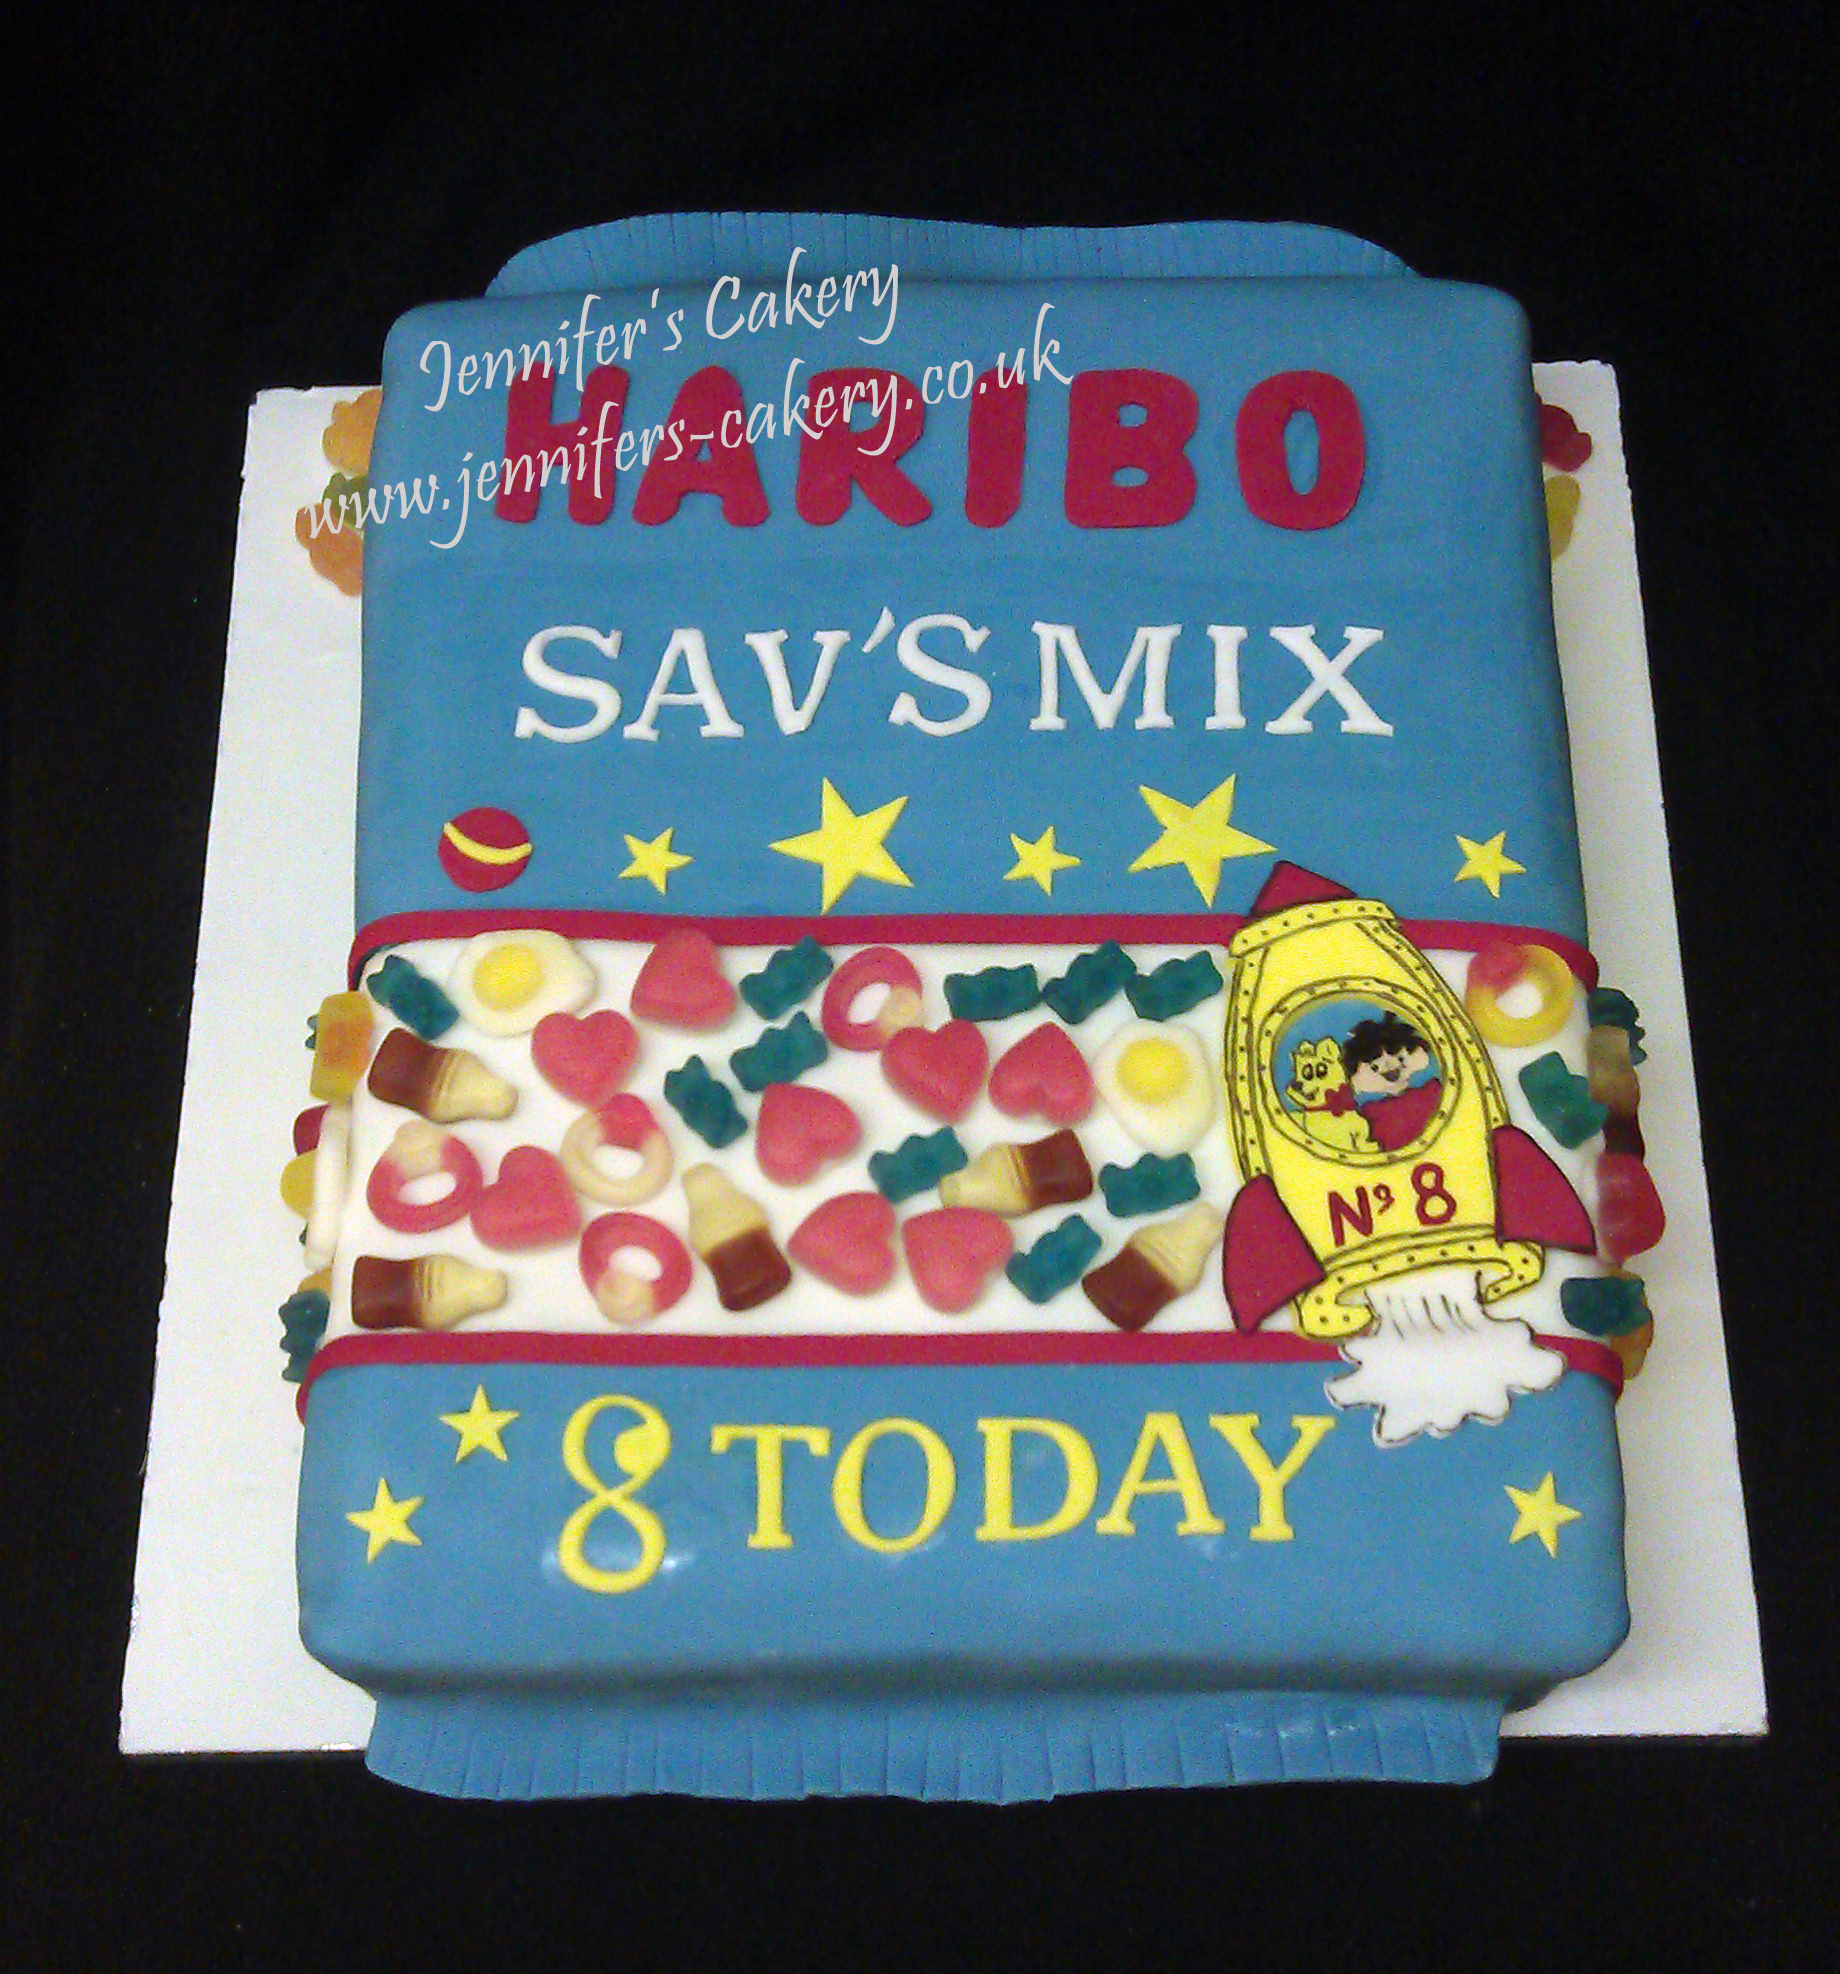 Jennifer's Cakery
www.jennifers-cakery.co.uk
HARIBO
SAV'S MIX
Nº 8
8 TODAY